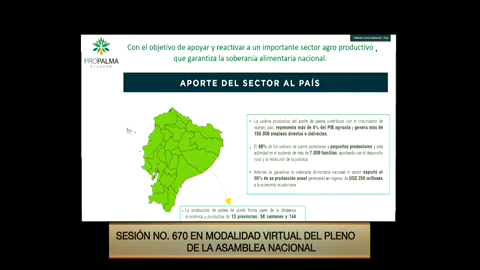 Con el objetivo de apoyar y reactivar a un importante sector agro productivo
que garantiza la soberanía alimentaria nacional.
PROPALMA
ECUADOR
APORTE DEL SECTOR AL PAÍS
La cadena productiva del aceite de palma contribuye con el crecimiento de
nuestro país, representa más de 4% del PIB agrícola y genera más de
150.000 empleos directos e indirectos.
El 80% de los cultivos de palma pertenecen a pequeños productores y esta
actividad es el sustento de más de 7.000 familias, aportando con el desarrollo
rural y la reducción de la pobreza.
Además de garantizar la soberanía alimentaria nacional el sector exportó el
50% de su producción anual generando un ingreso de USD 250 millones
a la economía ecuatoriana
La producción de palma de aceite forma parte de la dinámica
económica y productiva de 13 provincias, 50 cantones y 144
SESIÓN NO. 670 EN MODALIDAD VIRTUAL DEL PLENO
DE LA ASAMBLEA NACIONAL